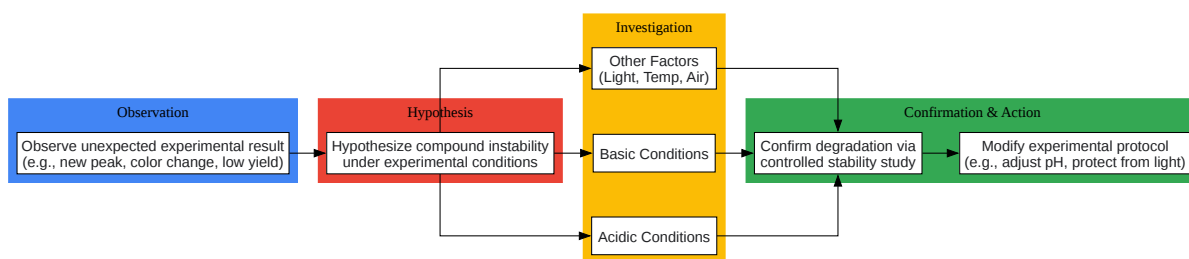 Observation
Observe unexpected experimental result
(e.g., new peak, color change, low yield)
Hypothesis
Hypothesize compound instability
under experimental conditions
Investigation
Other Factors
(Light, Temp, Air)
Basic Conditions
Acidic Conditions
Confirmation & Action
Confirm degradation via
controlled stability study
Modify experimental protocol
(e.g., adjust pH, protect from light)